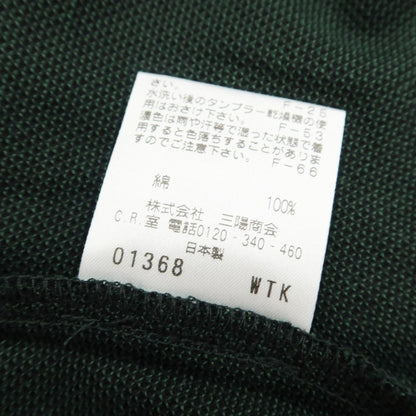 さい。 F-25
水洗い後のタンブラー乾燥機の使
用はおさけ下さい。 F-53
濃色は雨や汗等で湿った状態で着
用すると色落ちすることがありま
すのでご注意下さい。 F-66
綿 100%
株式会社 三陽商会
C.R.室 電話0120-340-460
日本製
01368 WTK